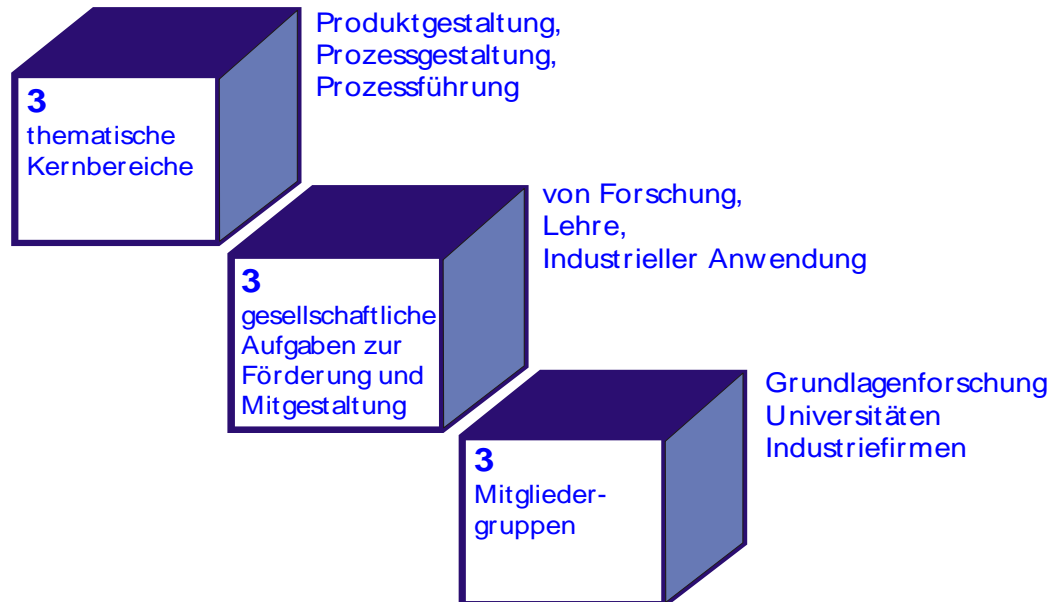 Produktgestaltung,
Prozessgestaltung,
Prozessführung
3
thematische
Kernbereiche
von Forschung,
Lehre,
Industrieller Anwendung
3
gesellschaftliche
Aufgaben zur
Förderung und
Mitgestaltung
Grundlagenforschung
Universitäten
Industriefirmen
3
Mitglieder-
gruppen